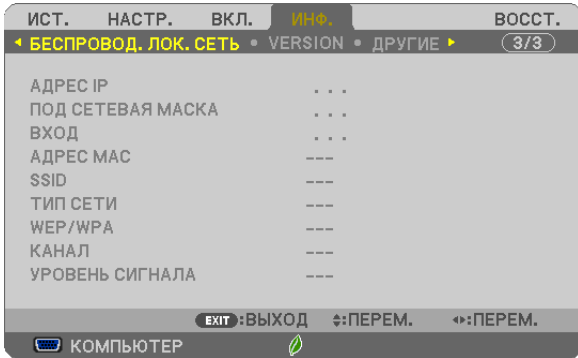 ИСТ. НАСТР. ВКЛ. ИНФ. ВОССТ.
БЕСПРОВОД. ЛОК. СЕТЬ • VERSION • ДРУГИЕ 3/3
АДРЕС IP . . .
ПОД СЕТЕВАЯ МАСКА . . .
ВХОД . . .
АДРЕС MAC ---
SSID ---
ТИП СЕТИ ---
WEP/WPA ---
КАНАЛ ---
УРОВЕНЬ СИГНАЛА ---
EXIT :ВЫХОД :ПЕРЕМ. :ПЕРЕМ.
КОМПЬЮТЕР